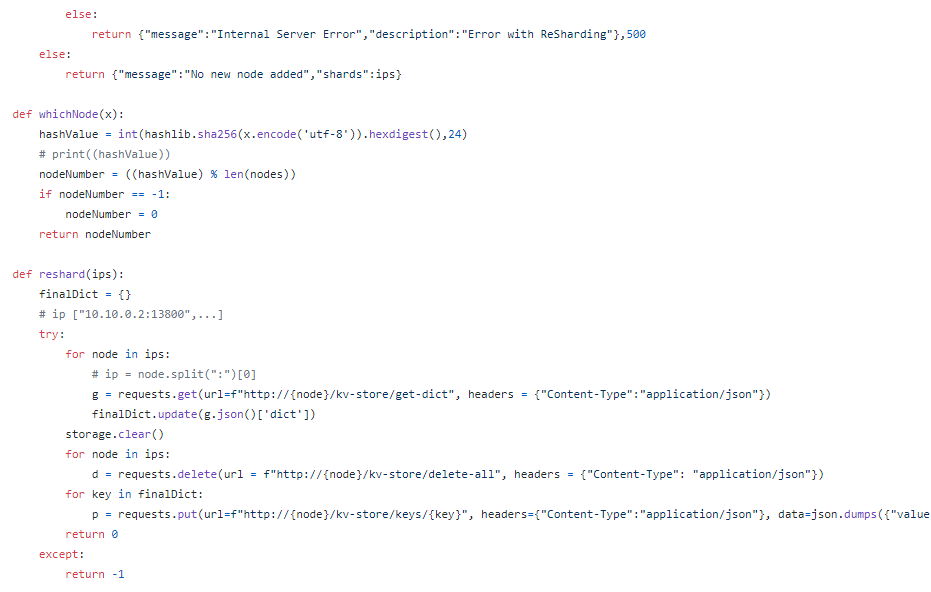 else:
return {"message":"Internal Server Error","description":"Error with ReSharding"},500
else:
return {"message":"No new node added","shards":ips}
def whichNode(x):
hashValue = int(hashlib.sha256(x.encode('utf-8')).hexdigest(),24)
# print((hashValue))
nodeNumber = ((hashValue) % len(nodes))
if nodeNumber == -1:
nodeNumber = 0
return nodeNumber
def reshard(ips):
finalDict = {}
# ip ["10.10.0.2:13800",...]
try:
for node in ips:
# ip = node.split(":")[0]
g = requests.get(url=f"http://{node}/kv-store/get-dict", headers = {"Content-Type":"application/json"})
finalDict.update(g.json()['dict'])
storage.clear()
for node in ips:
d = requests.delete(url = f"http://{node}/kv-store/delete-all", headers = {"Content-Type": "application/json"})
for key in finalDict:
p = requests.put(url=f"http://{node}/kv-store/keys/{key}", headers={"Content-Type":"application/json"}, data=json.dumps({"value
return 0
except:
return -1